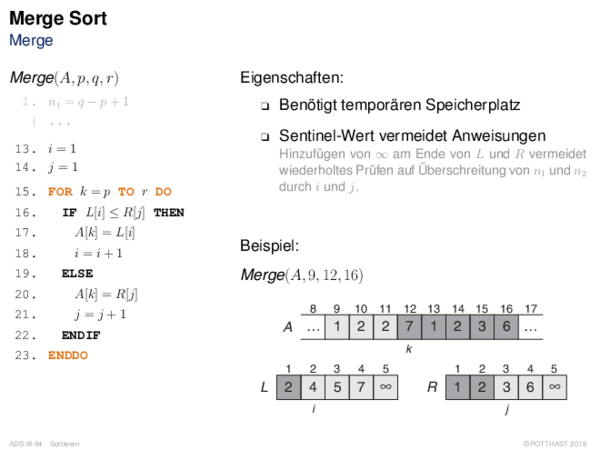 Merge Sort
Merge
Merge(A, p, q, r)
1. n₁ = q − p + 1
| ...
13. i = 1
14. j = 1
15. FOR k = p TO r DO
16. IF L[i] ≤ R[j] THEN
17. A[k] = L[i]
18. i = i + 1
19. ELSE
20. A[k] = R[j]
21. j = j + 1
22. ENDIF
23. ENDDO
Eigenschaften:
❑ Benötigt temporären Speicherplatz
❑ Sentinel-Wert vermeidet Anweisungen
Hinzufügen von ∞ am Ende von L und R vermeidet
wiederholtes Prüfen auf Überschreitung von n₁ und n₂
durch i und j.
Beispiel:
Merge(A, 9, 12, 16)
8 9 10 11 12 13 14 15 16 17
A ... 1 2 2 7 1 2 3 6 ...
k
1 2 3 4 5 1 2 3 4 5
L 2 4 5 7 ∞ R 1 2 3 6 ∞
i j
ADS:III-94 Sortieren ©POTTHAST 2018